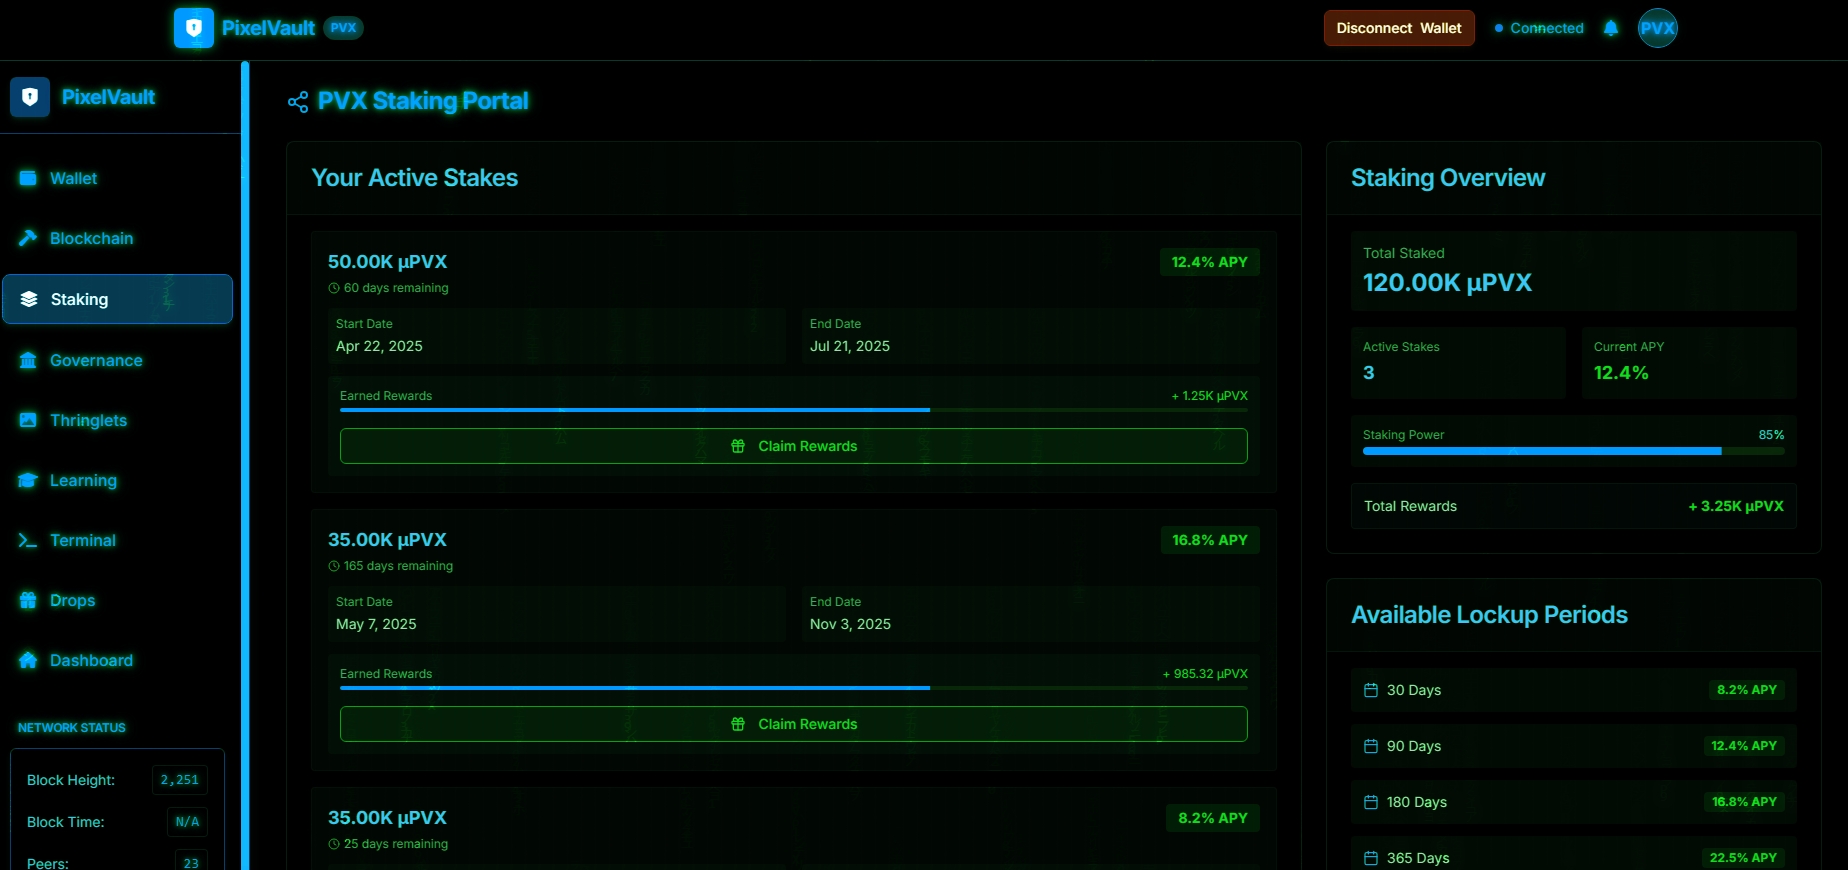 PixelVault PVX
Disconnect Wallet
Connected
PVX
PixelVault
Wallet
Blockchain
Staking
Governance
Thringlets
Learning
Terminal
Drops
Dashboard
NETWORK STATUS
Block Height: 2,251
Block Time: N/A
Peers: 23
PVX Staking Portal
Your Active Stakes
50.00K µPVX
12.4% APY
60 days remaining
Start Date
Apr 22, 2025
End Date
Jul 21, 2025
Earned Rewards
+ 1.25K µPVX
Claim Rewards
35.00K µPVX
16.8% APY
165 days remaining
Start Date
May 7, 2025
End Date
Nov 3, 2025
Earned Rewards
+ 985.32 µPVX
Claim Rewards
35.00K µPVX
8.2% APY
25 days remaining
Staking Overview
Total Staked
120.00K µPVX
Active Stakes
3
Current APY
12.4%
Staking Power
85%
Total Rewards
+ 3.25K µPVX
Available Lockup Periods
30 Days
8.2% APY
90 Days
12.4% APY
180 Days
16.8% APY
365 Days
22.5% APY